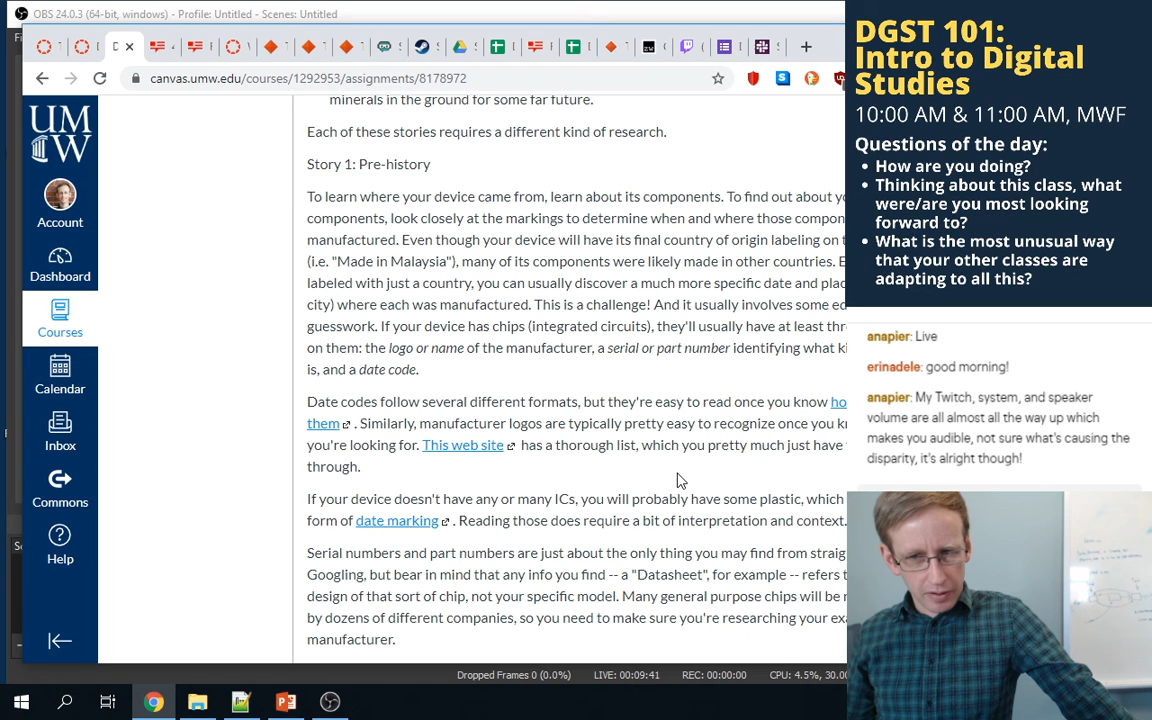 OBS 24.0.3 (64-bit, windows) - Profile: Untitled - Scenes: Untitled
canvas.umw.edu/courses/1292953/assignments/8178972
UMW
Account
Dashboard
Courses
Calendar
Inbox
Commons
Help
minerals in the ground for some far future.
Each of these stories requires a different kind of research.
Story 1: Pre-history
To learn where your device came from, learn about its components. To find out about
components, look closely at the markings to determine when and where those
manufactured. Even though your device will have its final country of origin labeling on
(i.e. "Made in Malaysia"), many of its components were likely made in other countries.
labeled with just a country, you can usually discover a much more specific date and
city) where each was manufactured. This is a challenge! And it usually involves some
guesswork. If your device has chips (integrated circuits), they'll usually have at least
on them: the logo or name of the manufacturer, a serial or part number identifying what
is, and a date code.
Date codes follow several different formats, but they're easy to read once you know
them . Similarly, manufacturer logos are typically pretty easy to recognize once you
you're looking for. This web site has a thorough list, which you pretty much just have
through.
If your device doesn't have any or many ICs, you will probably have some plastic, which
form of date marking . Reading those does require a bit of interpretation and context.
Serial numbers and part numbers are just about the only thing you may find from
Googling, but bear in mind that any info you find -- a "Datasheet", for example -- refers
design of that sort of chip, not your specific model. Many general purpose chips will be
by dozens of different companies, so you need to make sure you're researching your
manufacturer.
Dropped Frames 0 (0.0%) LIVE: 00:09:41 REC: 00:00:00 CPU: 4.5%, 30.00
DGST 101:
Intro to Digital
Studies
10:00 AM & 11:00 AM, MWF
Questions of the day:
• How are you doing?
• Thinking about this class, what
were/are you most looking
forward to?
• What is the most unusual way
that your other classes are
adapting to all this?
anapier: Live
erinadele: good morning!
anapier: My Twitch, system, and speaker
volume are all almost all the way up which
makes you audible, not sure what's causing the
disparity, it's alright though!